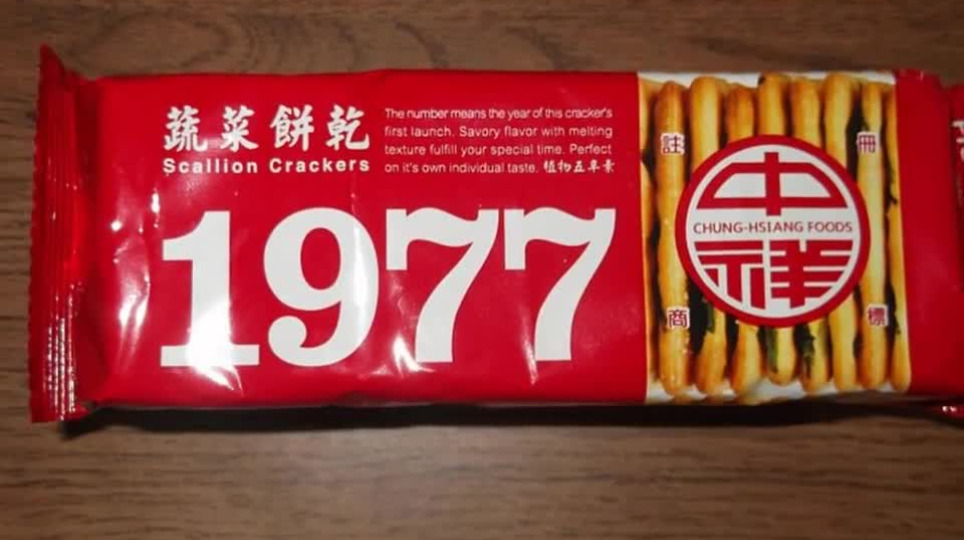 蔬菜餅乾
Scallion Crackers
The number means the year of this cracker's
first launch. Savory flavor with melting
texture fulfill your special time. Perfect
on it's own individual taste. 植物五辛素
1977
註 冊
中
CHUNG-HSIANG FOODS
祥
商 標